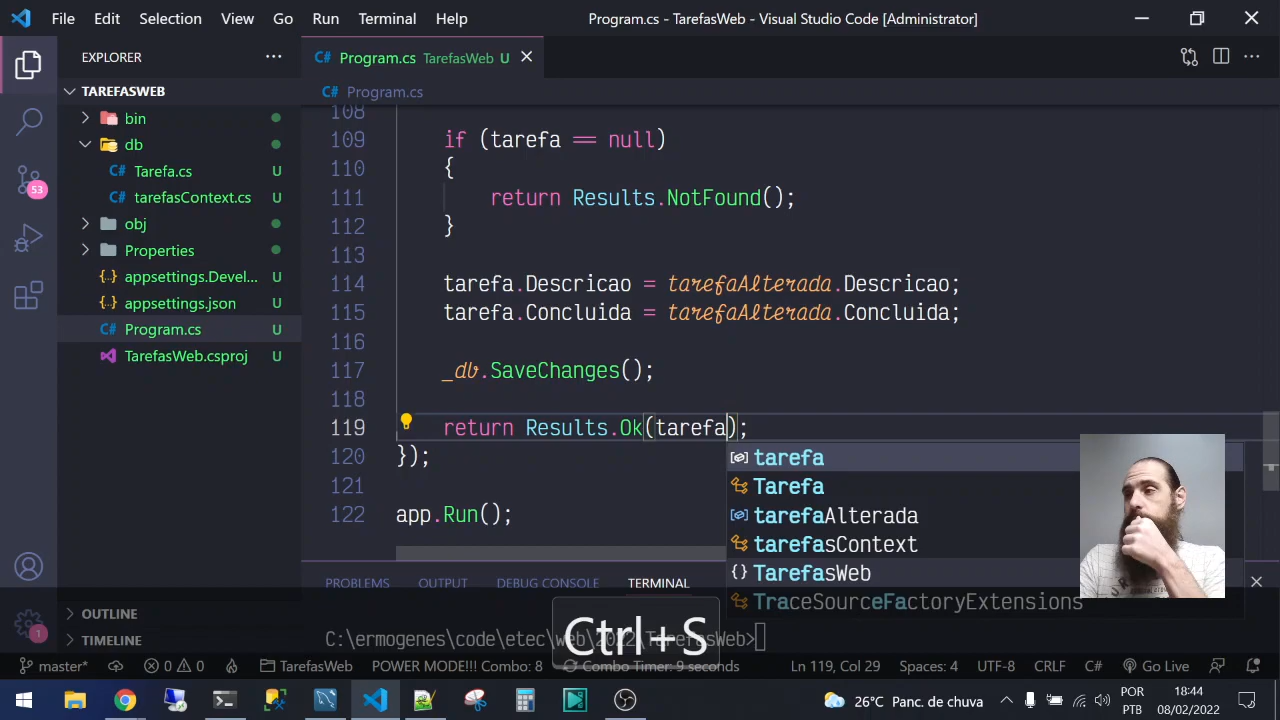 File Edit Selection View Go Run Terminal Help Program.cs - TarefasWeb - Visual Studio Code [Administrator]
EXPLORER
C# Program.cs TarefasWeb U
TAREFASWEB
C# Program.cs
bin
db
C# Tarefa.cs U
C# tarefasContext.cs U
obj
Properties
{} appsettings.Devel... U
{} appsettings.json U
C# Program.cs U
TarefasWeb.csproj U
53
108
109 if (tarefa == null)
110 {
111 return Results.NotFound();
112 }
113
114 tarefa.Descricao = tarefaAlterada.Descricao;
115 tarefa.Concluida = tarefaAlterada.Concluida;
116
117 _db.SaveChanges();
118
119 return Results.Ok(tarefa);
120 });
121
122 app.Run();
tarefa
Tarefa
tarefaAlterada
tarefasContext
{} TarefasWeb
TraceSourceFactoryExtensions
PROBLEMS OUTPUT DEBUG CONSOLE TERMINAL
OUTLINE
TIMELINE
1
C:\ermogenes\code\etec\web\2022\TarefasWeb>
Ctrl+S
master* 0 0 TarefasWeb POWER MODE!!! Combo: 8 Combo Timer: 9 seconds Ln 119, Col 29 Spaces: 4 UTF-8 CRLF C# Go Live
26°C Panc. de chuva POR PTB 18:44 08/02/2022